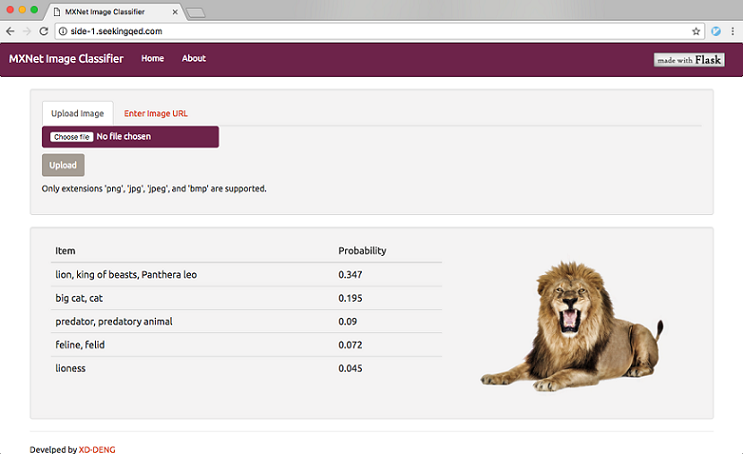 MXNet Image Classifier
side-1.seekingqed.com
MXNet Image Classifier Home About made with Flask
Upload Image Enter Image URL
Choose file No file chosen
Upload
Only extensions 'png', 'jpg', 'jpeg', and 'bmp' are supported.
Item Probability
lion, king of beasts, Panthera leo 0.347
big cat, cat 0.195
predator, predatory animal 0.09
feline, felid 0.072
lioness 0.045
Develped by XD-DENG